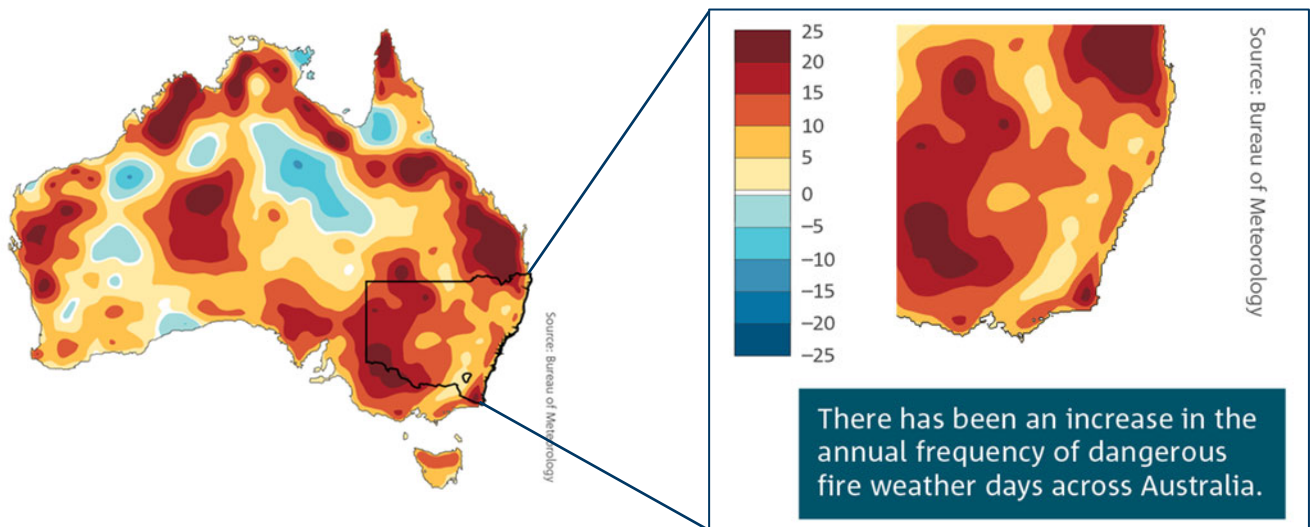 Source: Bureau of Meteorology
25
20
15
10
5
0
−5
−10
−15
−20
−25
Source: Bureau of Meteorology
There has been an increase in the
annual frequency of dangerous
fire weather days across Australia.